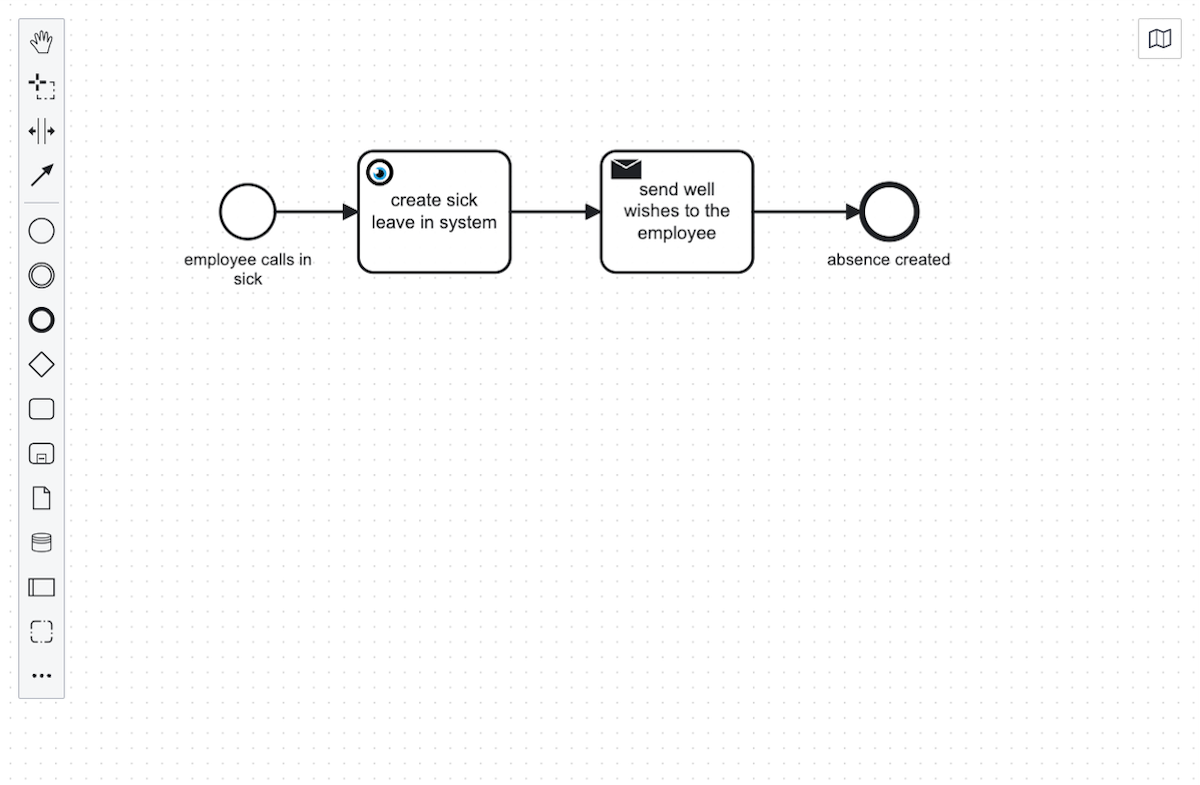 employee calls in
sick
create sick
leave in system
send well
wishes to the
employee
absence created